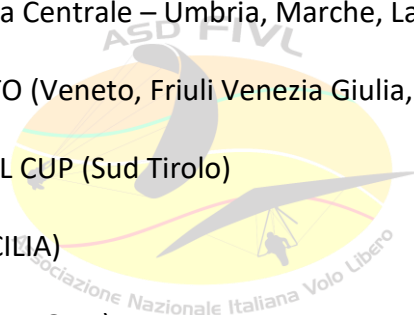 a Centrale – Umbria, Marche, La
ASD FIVL
TO (Veneto, Friuli Venezia Giulia,
L CUP (Sud Tirolo)
CILIA)
Associazione Nazionale Italiana Volo Libero